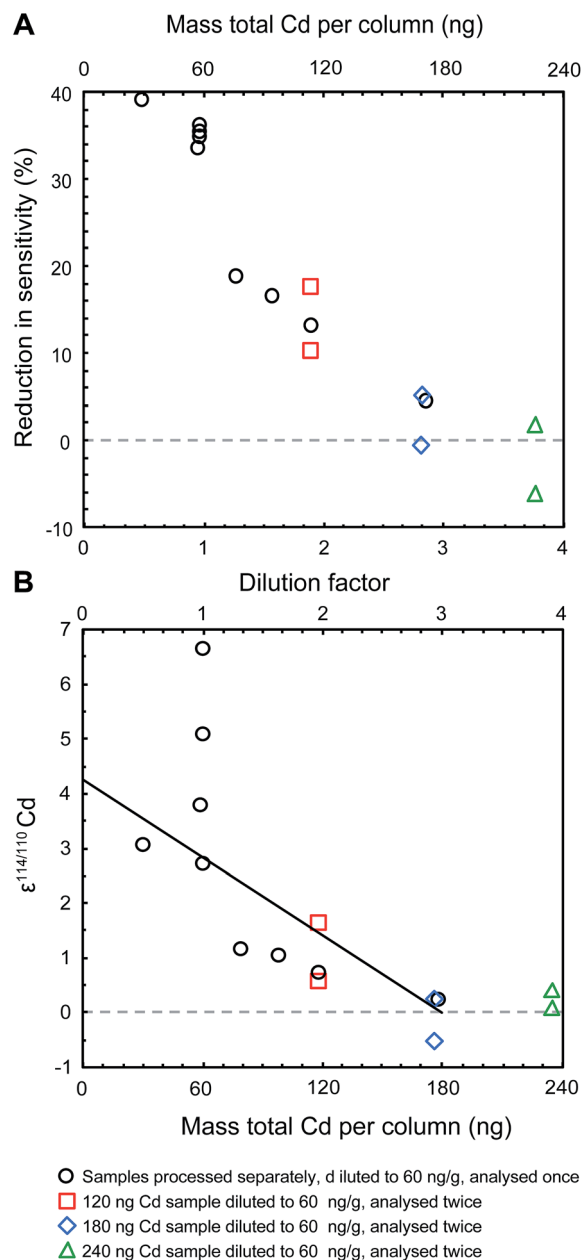 A
Mass total Cd per column (ng)
0 60 120 180 240
40
30
20
10
0
-10
Reduction in sensitivity (%)
0 1 2 3 4
Dilution factor
B
0 1 2 3 4
7
6
5
4
3
2
1
0
-1
ε114/110Cd
0 60 120 180 240
Mass total Cd per column (ng)
Samples processed separately, d iluted to 60 ng/g, analysed once
120 ng Cd sample diluted to 60 ng/g, analysed twice
180 ng Cd sample diluted to 60 ng/g, analysed twice
240 ng Cd sample diluted to 60 ng/g, analysed twice